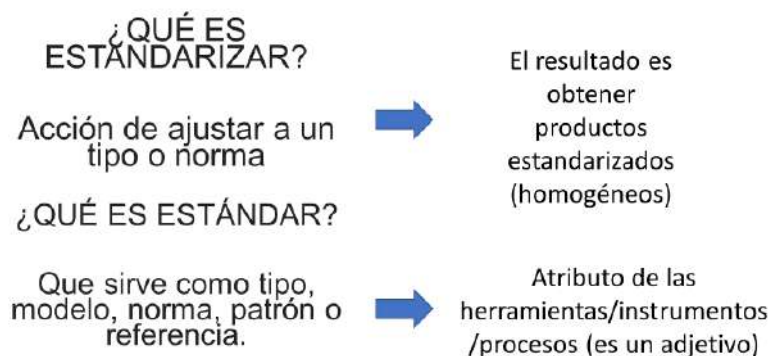 ¿QUÉ ES
ESTANDARIZAR?
Acción de ajustar a un
tipo o norma
El resultado es
obtener
productos
estandarizados
(homogéneos)
¿QUÉ ES ESTÁNDAR?
Que sirve como tipo,
modelo, norma, patrón o
referencia.
Atributo de las
herramientas/instrumentos
/procesos (es un adjetivo)